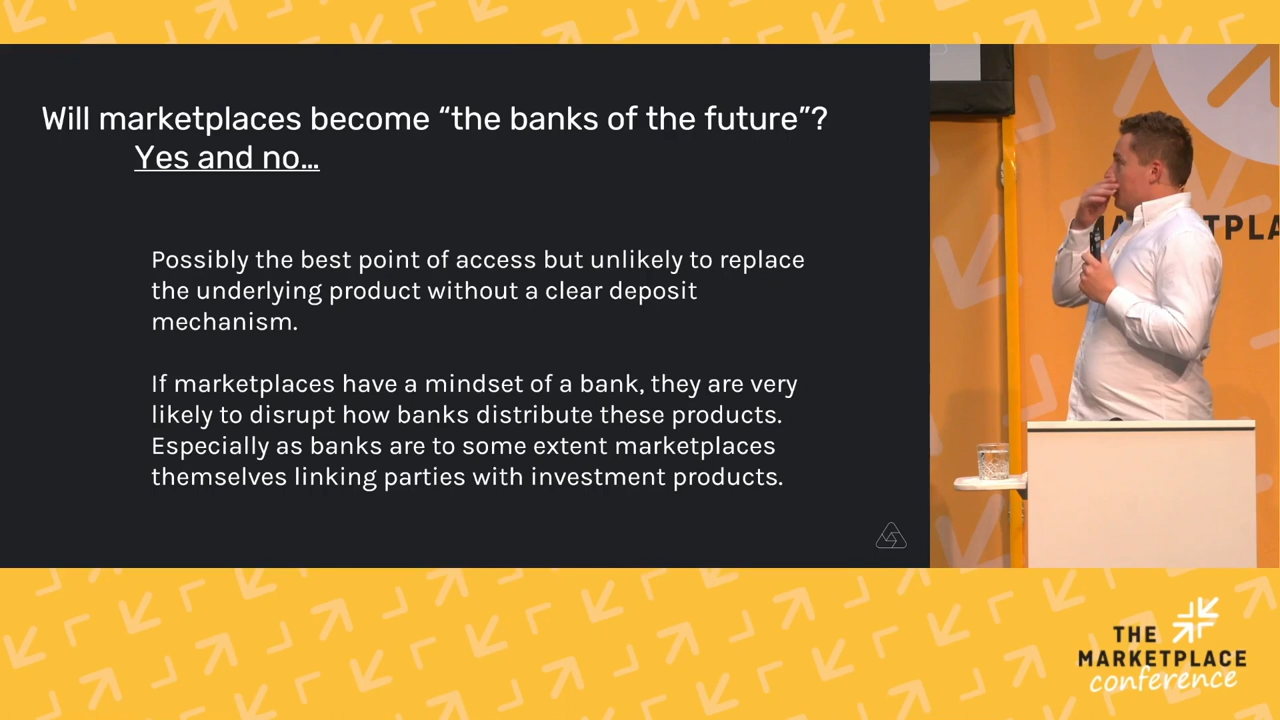 Will marketplaces become “the banks of the future”?
Yes and no…
Possibly the best point of access but unlikely to replace
the underlying product without a clear deposit
mechanism.
If marketplaces have a mindset of a bank, they are very
likely to disrupt how banks distribute these products.
Especially as banks are to some extent marketplaces
themselves linking parties with investment products.
THE
MARKETPLACE
conference